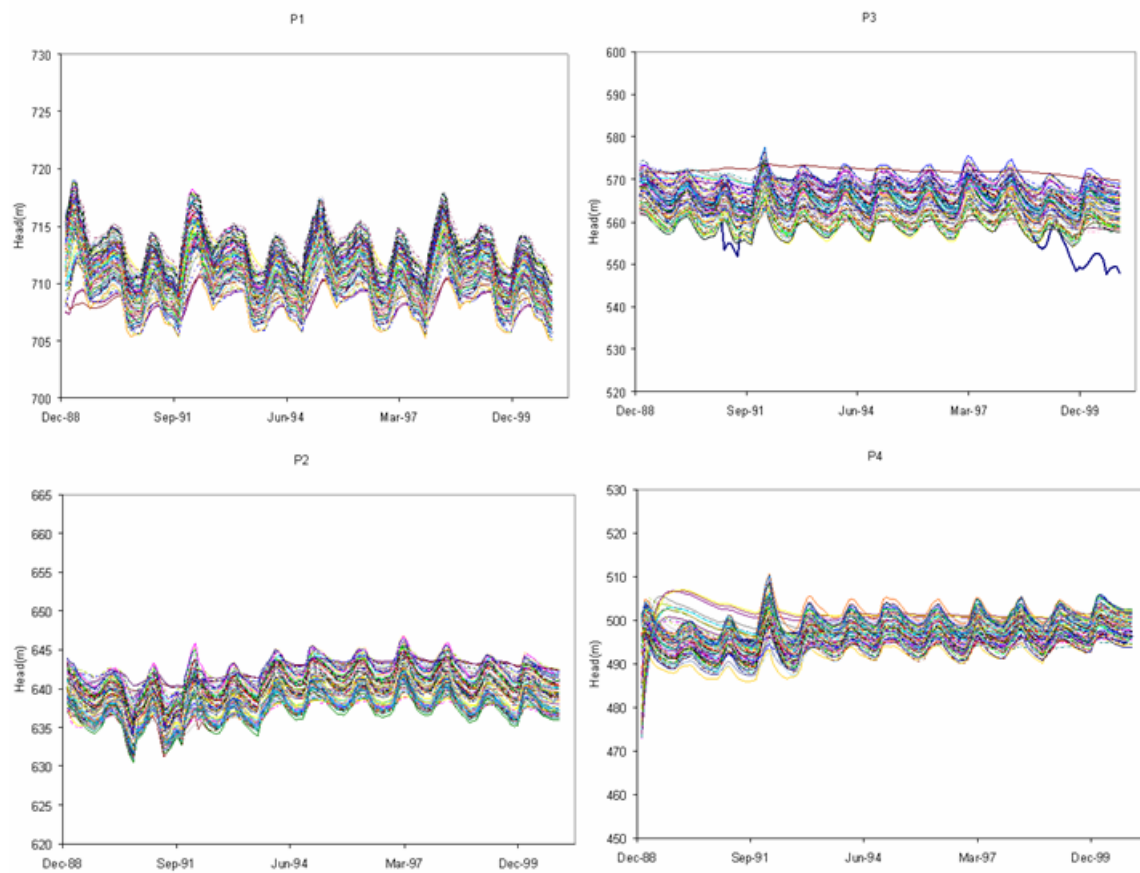 P1
730
725
720
715
710
705
700
Head(m)
Dec-88 Sep-91 Jun-94 Mar-97 Dec-99
P3
600
590
580
570
560
550
540
530
520
Head(m)
Dec-88 Sep-91 Jun-94 Mar-97 Dec-99
P2
665
660
655
650
645
640
635
630
625
620
Head(m)
Dec-88 Sep-91 Jun-94 Mar-97 Dec-99
P4
530
520
510
500
490
480
470
460
450
Head(m)
Dec-88 Sep-91 Jun-94 Mar-97 Dec-99